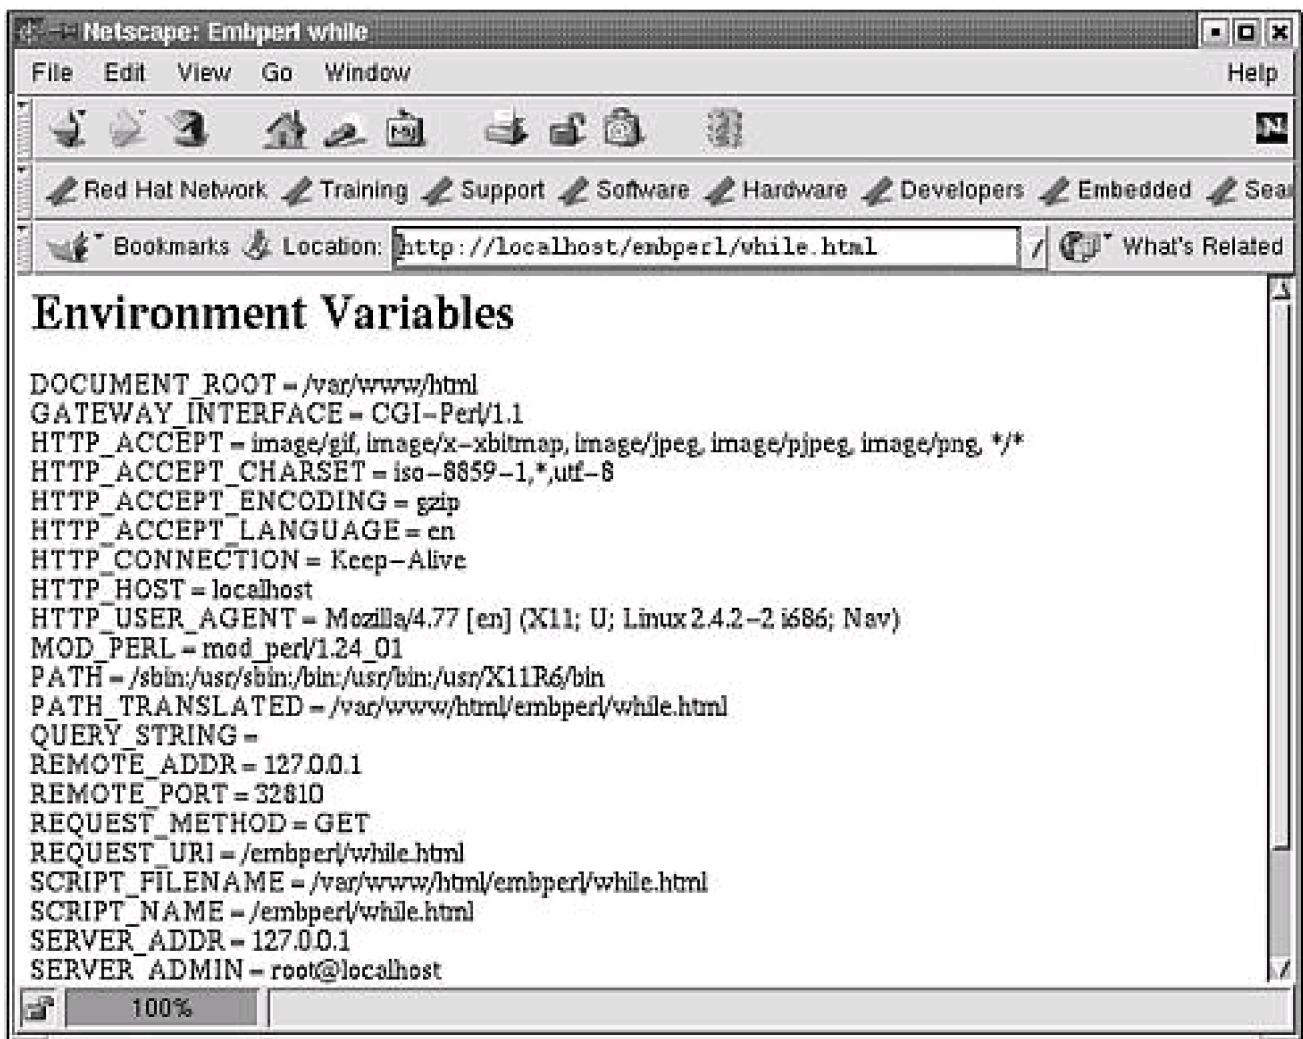 Netscape: Embperl while
File Edit View Go Window Help
My
N
Red Hat Network Training Support Software Hardware Developers Embedded Sear
Bookmarks Location: http://localhost/embperl/while.html What's Related
Environment Variables
DOCUMENT_ROOT = /var/www/html
GATEWAY_INTERFACE = CGI-Perl/1.1
HTTP_ACCEPT = image/gif, image/x-xbitmap, image/jpeg, image/pjpeg, image/png, */*
HTTP_ACCEPT_CHARSET = iso-8859-1,*,utf-8
HTTP_ACCEPT_ENCODING = gzip
HTTP_ACCEPT_LANGUAGE = en
HTTP_CONNECTION = Keep-Alive
HTTP_HOST = localhost
HTTP_USER_AGENT = Mozilla/4.77 [en] (X11; U; Linux 2.4.2-2 i686; Nav)
MOD_PERL = mod_perl/1.24_01
PATH = /sbin:/usr/sbin:/bin:/usr/bin:/usr/X11R6/bin
PATH_TRANSLATED = /var/www/html/embperl/while.html
QUERY_STRING =
REMOTE_ADDR = 127.0.0.1
REMOTE_PORT = 32810
REQUEST_METHOD = GET
REQUEST_URI = /embperl/while.html
SCRIPT_FILENAME = /var/www/html/embperl/while.html
SCRIPT_NAME = /embperl/while.html
SERVER_ADDR = 127.0.0.1
SERVER_ADMIN = root@localhost
100%